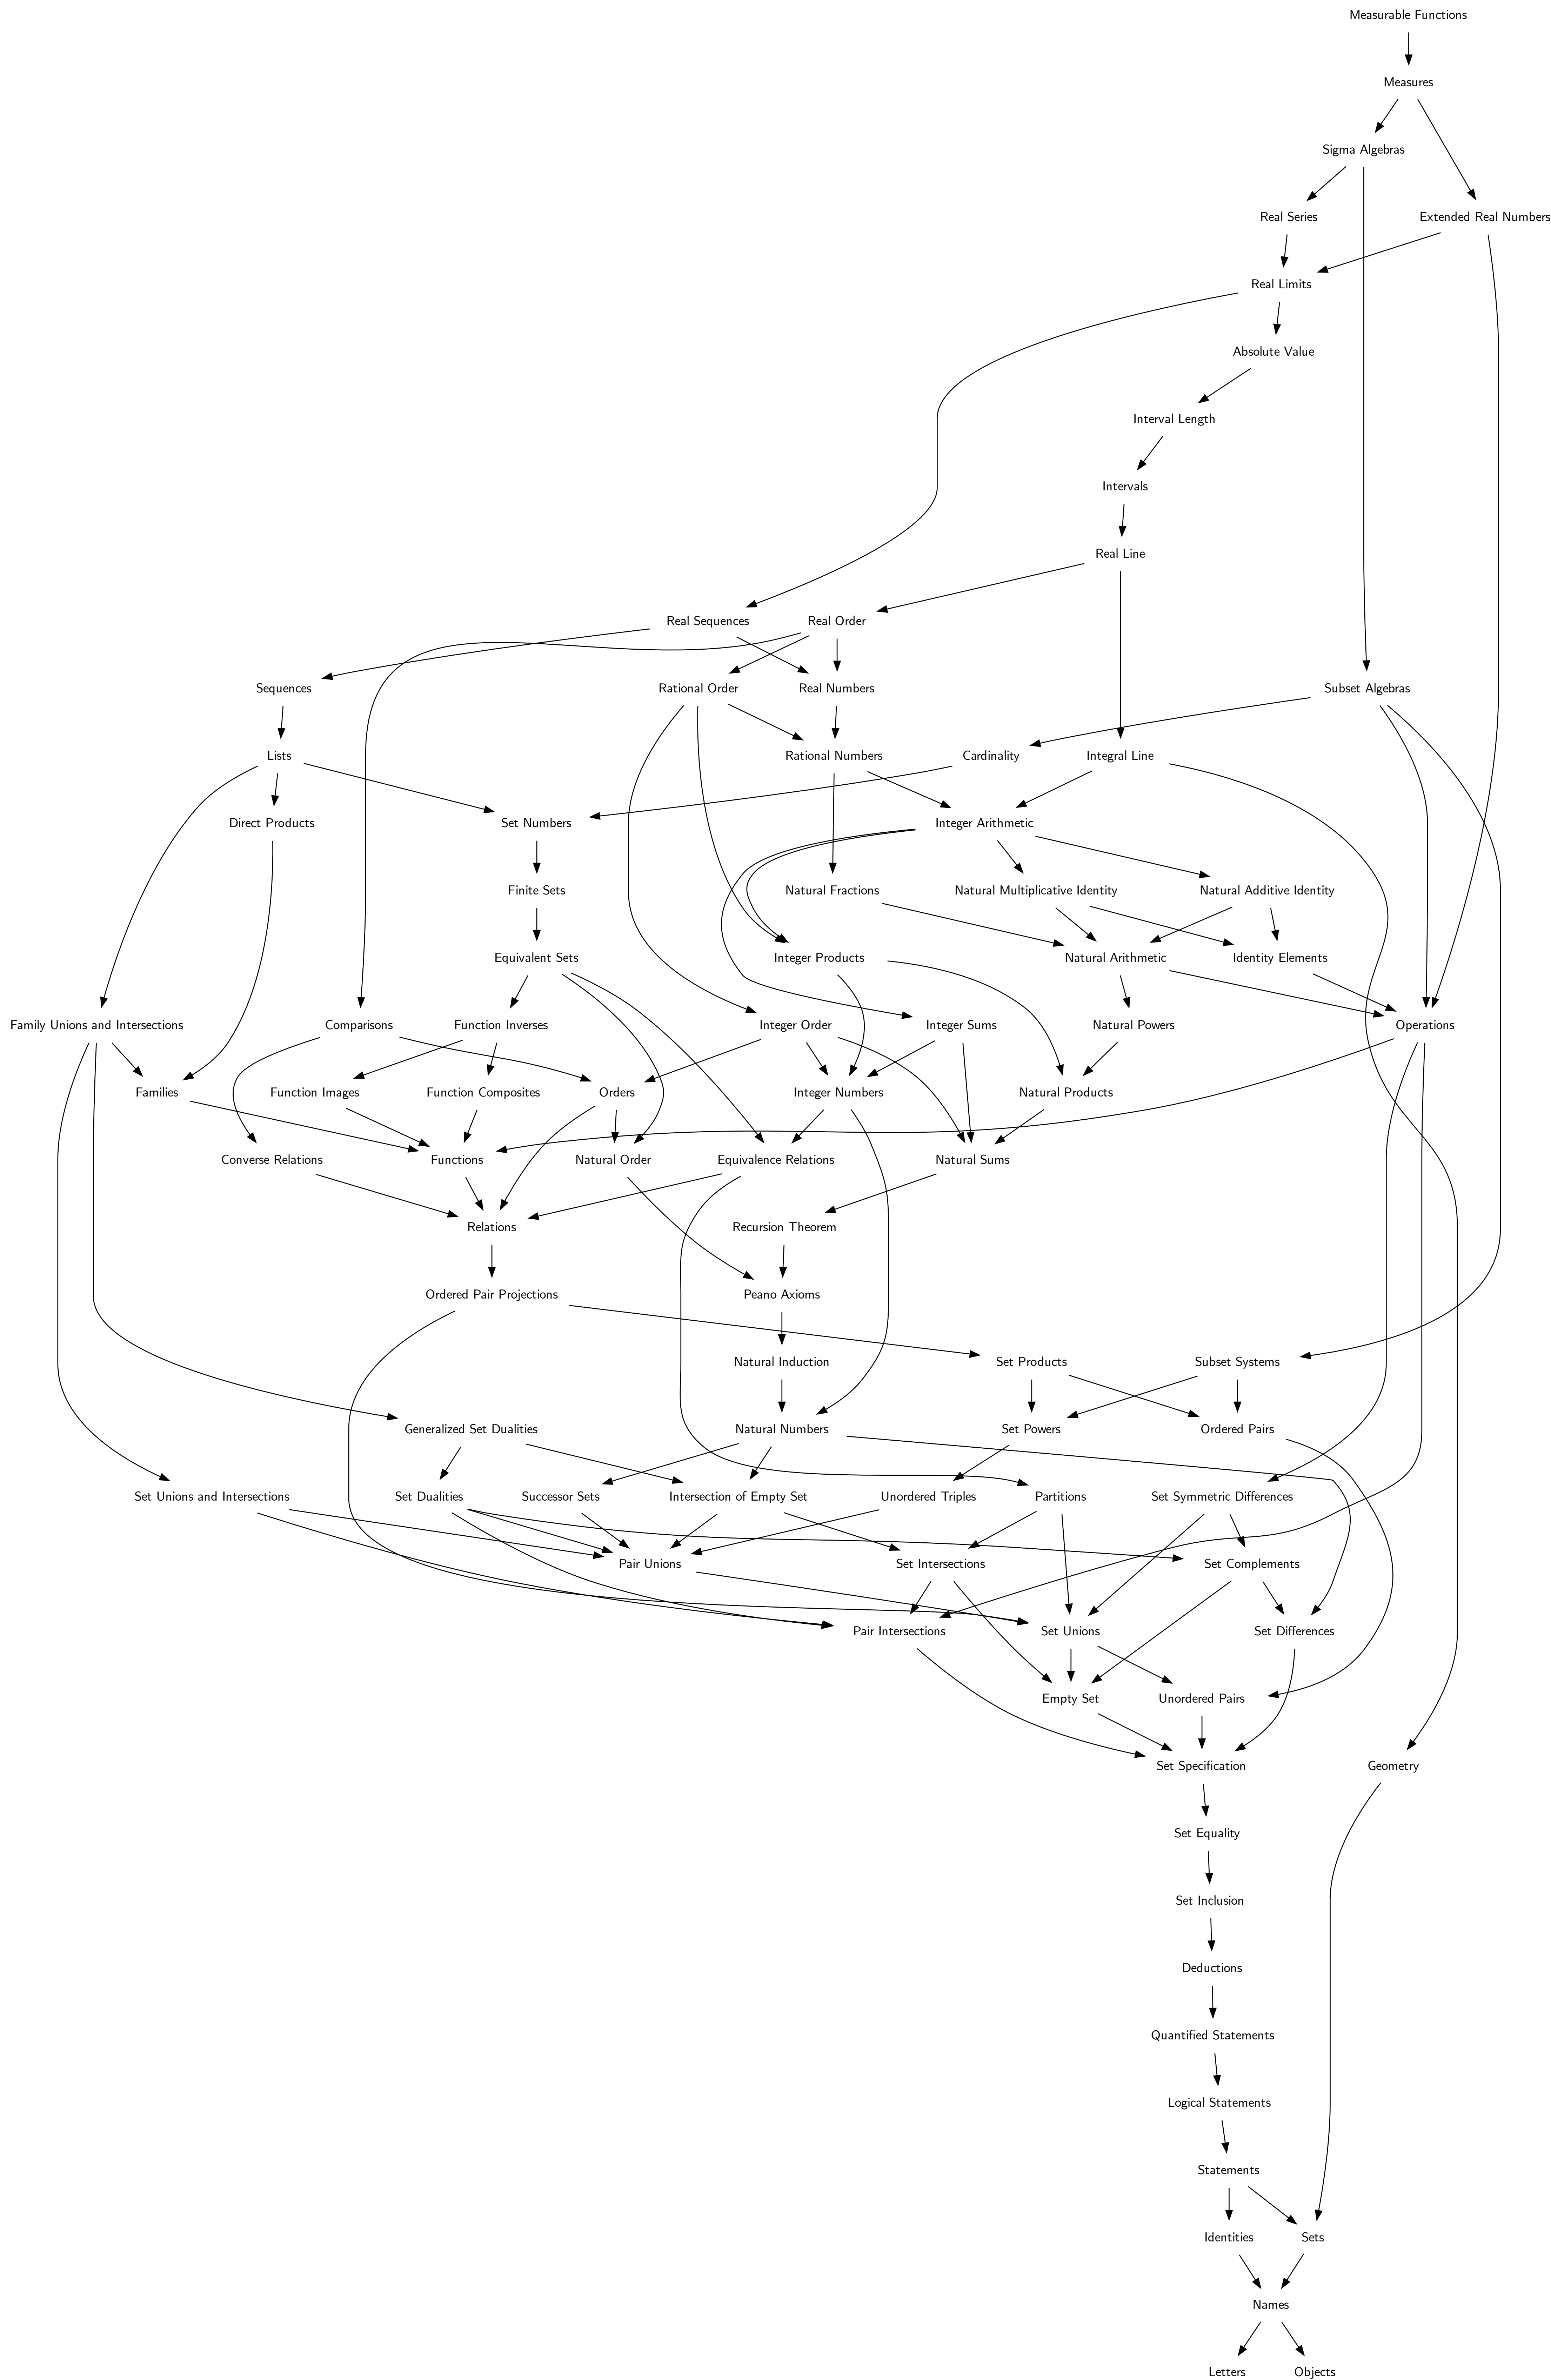 Measurable Functions
Measures
Sigma Algebras
Real Series
Extended Real Numbers
Real Limits
Absolute Value
Interval Length
Intervals
Real Line
Real Sequences
Real Order
Sequences
Rational Order
Real Numbers
Subset Algebras
Lists
Rational Numbers
Cardinality
Integral Line
Direct Products
Set Numbers
Integer Arithmetic
Finite Sets
Natural Fractions
Natural Multiplicative Identity
Natural Additive Identity
Equivalent Sets
Integer Products
Natural Arithmetic
Identity Elements
Family Unions and Intersections
Comparisons
Function Inverses
Integer Order
Integer Sums
Natural Powers
Operations
Families
Function Images
Function Composites
Orders
Integer Numbers
Natural Products
Converse Relations
Functions
Natural Order
Equivalence Relations
Natural Sums
Relations
Recursion Theorem
Ordered Pair Projections
Peano Axioms
Natural Induction
Set Products
Subset Systems
Generalized Set Dualities
Natural Numbers
Set Powers
Ordered Pairs
Set Unions and Intersections
Set Dualities
Successor Sets
Intersection of Empty Set
Unordered Triples
Partitions
Set Symmetric Differences
Pair Unions
Set Intersections
Set Complements
Pair Intersections
Set Unions
Set Differences
Empty Set
Unordered Pairs
Set Specification
Geometry
Set Equality
Set Inclusion
Deductions
Quantified Statements
Logical Statements
Statements
Identities
Sets
Names
Letters
Objects